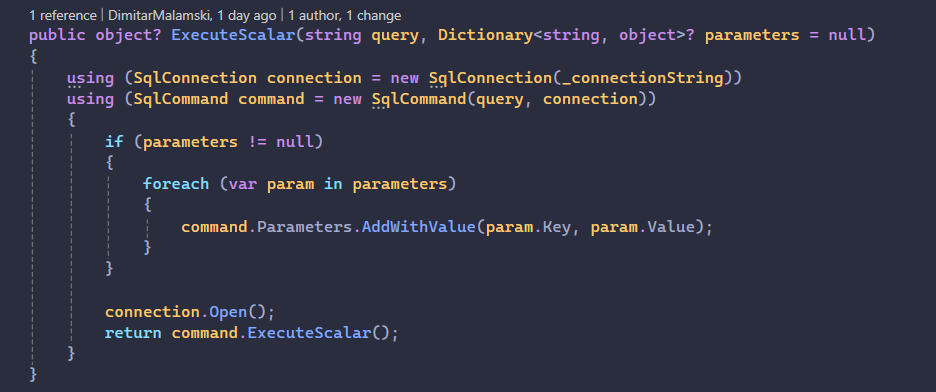 1 reference | DimitarMalamski, 1 day ago | 1 author, 1 change
public object? ExecuteScalar(string query, Dictionary<string, object>? parameters = null)
{
    using (SqlConnection connection = new SqlConnection(_connectionString))
    using (SqlCommand command = new SqlCommand(query, connection))
    {
        if (parameters != null)
        {
            foreach (var param in parameters)
            {
                command.Parameters.AddWithValue(param.Key, param.Value);
            }
        }

        connection.Open();
        return command.ExecuteScalar();
    }
}